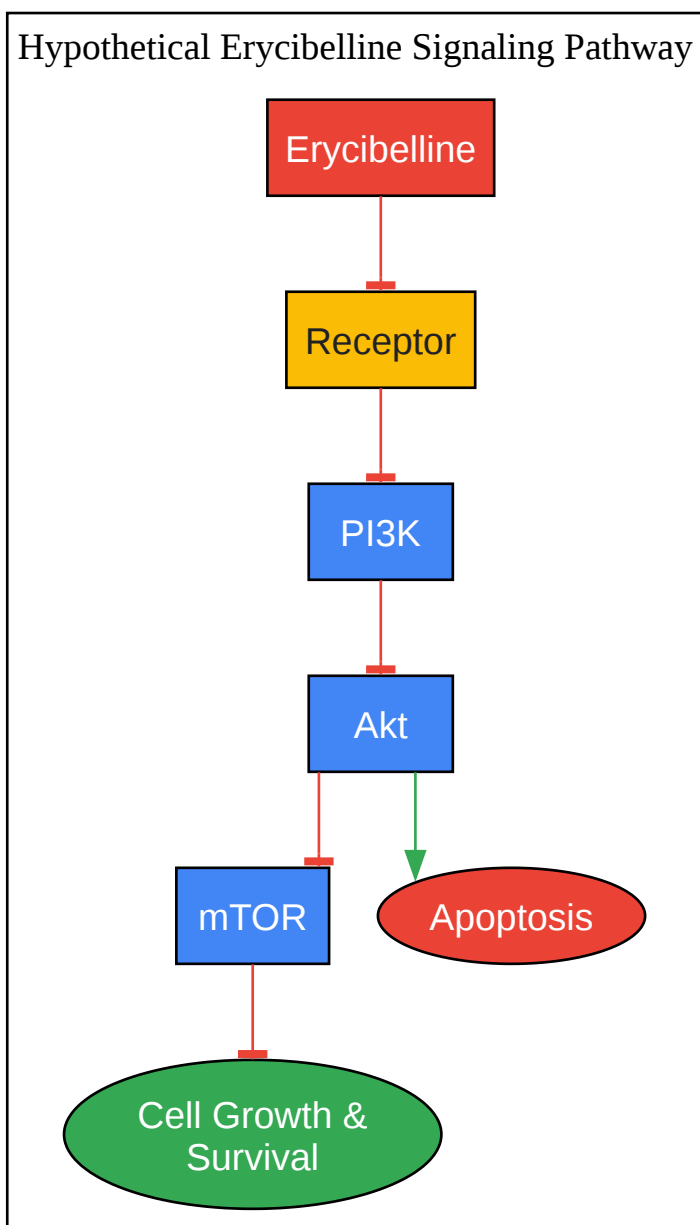 Hypothetical Erycibelline Signaling Pathway
Erycibelline
Receptor
PI3K
Akt
mTOR
Apoptosis
Cell Growth &
Survival